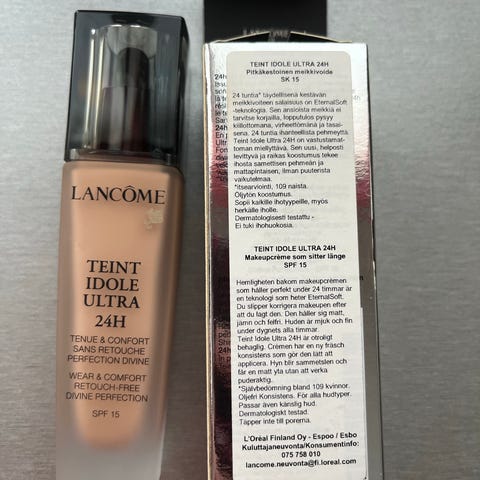 LANCÔME
TEINT
IDOLE
ULTRA
24H
TENUE & CONFORT
SANS RETOUCHE
PERFECTION DIVINE
WEAR & COMFORT
RETOUCH-FREE
DIVINE PERFECTION
SPF 15
TEINT IDOLE ULTRA 24H
Pitkäkestoinen meikkivoide
SK 15
24 tuntia* täydellisenä kestävän
meikkivoiteen salaisuus on EternalSoft
-teknologia. Sen ansioista meikkiä ei
tarvitse korjailla, lopputulos pysyy
kiillottomana, virheettömänä ja tasai-
sena. 24 tuntia ihanteellista pehmeyttä
Teint Idole Ultra 24H on vastustamat-
toman miellyttävä. Sen uusi, helposti
levittyvä ja raikas koostumus tekee
ihosta samettisen pehmeän ja
mattapintaisen, ilman puuterista
vaikutelmaa.
*itsearviointi, 109 naista.
Öljytön koostumus.
Sopii kaikille ihotyypeille, myös
herkälle iholle.
Dermatologisesti testattu -
Ei tuki ihohuokosia.
TEINT IDOLE ULTRA 24H
Makeupcrème som sitter länge
SPF 15
Hemligheten bakom makeupcrèmen
som håller perfekt under 24 timmar är
en teknologi som heter EternalSoft.
Du slipper korrigera makeupen efter
att du lagt den. Den håller sig matt,
jämn och felfri. Huden är mjuk och fin
under dygnets alla timmar.
Teint Idole Ultra 24H är otroligt
behaglig. Crèmen har en ny fräsch
konsistens som gör den lätt att
applicera. Hyn blir sammetslen och
får en matt yta utan att verka
puderaktig.
*Självbedömning bland 109 kvinnor.
Oljefri Konsistens. För alla hudtyper.
Passar även känslig hud.
Dermatologiskt testad.
Täpper inte till porerna.
L'Oréal Finland Oy - Espoo / Esbo
Kuluttajaneuvonta/Konsumentinfo:
075 758 010
lancome.neuvonta@fi.loreal.com